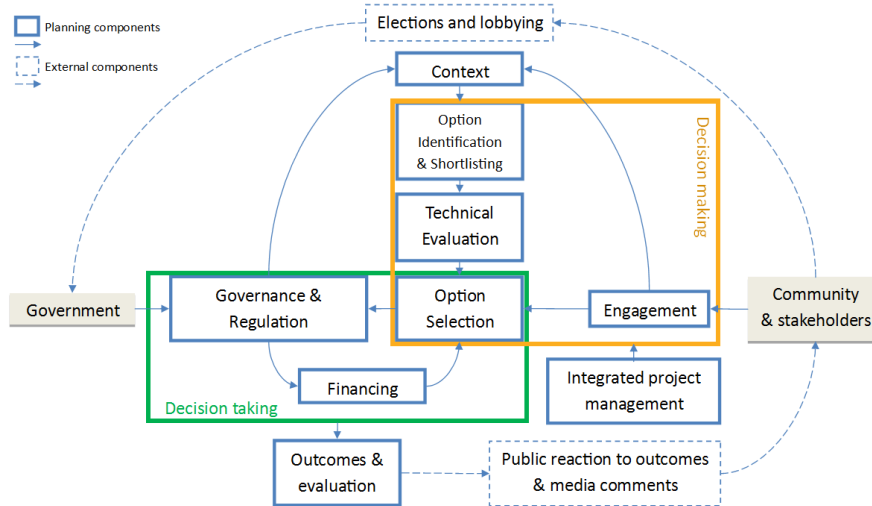 Planning components
External components
Elections and lobbying
Context
Option
Identification
& Shortlisting
Decision making
Technical
Evaluation
Government
Governance &
Regulation
Option
Selection
Engagement
Community
& stakeholders
Financing
Integrated project
management
Decision taking
Outcomes &
evaluation
Public reaction to outcomes
& media comments